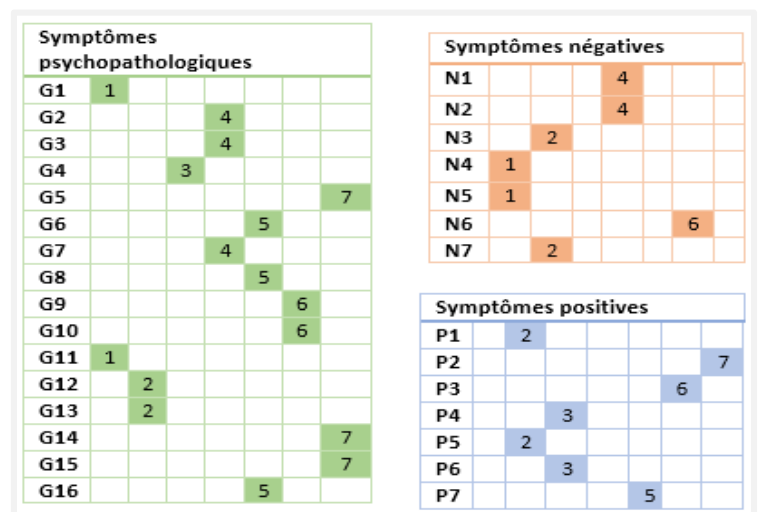 Symptômes
psychopathologiques
G1 1
G2 4
G3 4
G4 3
G5 7
G6 5
G7 4
G8 5
G9 6
G10 6
G11 1
G12 2
G13 2
G14 7
G15 7
G16 5
Symptômes négatives
N1 4
N2 4
N3 2
N4 1
N5 1
N6 6
N7 2
Symptômes positives
P1 2
P2 7
P3 6
P4 3
P5 2
P6 3
P7 5